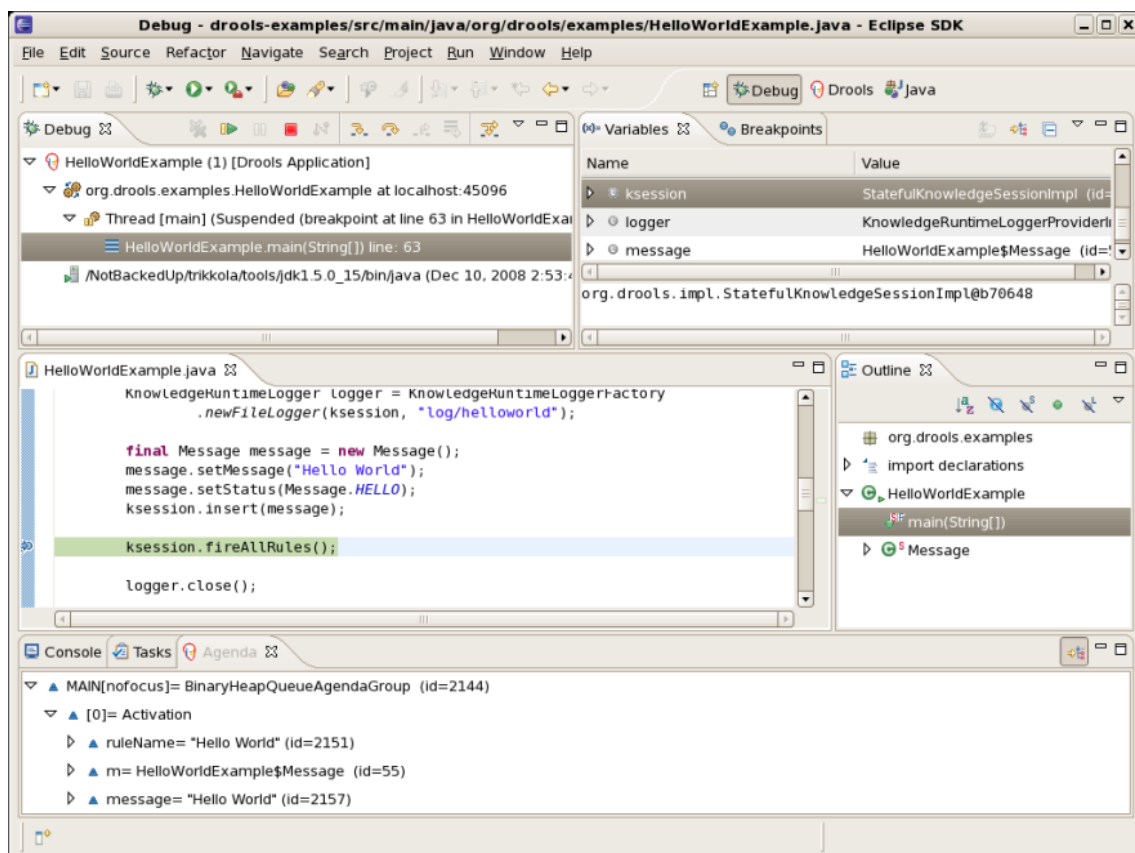 Debug - drools-examples/src/main/java/org/drools/examples/HelloWorldExample.java - Eclipse SDK
File Edit Source Refactor Navigate Search Project Run Window Help
Debug Drools Java
Debug
HelloWorldExample (1) [Drools Application]
org.drools.examples.HelloWorldExample at localhost:45096
Thread [main] (Suspended (breakpoint at line 63 in HelloWorldExa
HelloWorldExample.main(String[]) line: 63
/NotBackedUp/trikkola/tools/jdk1.5.0_15/bin/java (Dec 10, 2008 2:53:4
Variables Breakpoints
Name Value
ksession StatefulKnowledgeSessionImpl (id=
logger KnowledgeRuntimeLoggerProviderI
message HelloWorldExample$Message (id=
org.drools.impl.StatefulKnowledgeSessionImpl@b70648
HelloWorldExample.java
KnowledgeRuntimeLogger logger = KnowledgeRuntimeLoggerFactory
.newFileLogger(ksession, "log/helloworld");
final Message message = new Message();
message.setMessage("Hello World");
message.setStatus(Message.HELLO);
ksession.insert(message);
ksession.fireAllRules();
logger.close();
Outline
org.drools.examples
import declarations
HelloWorldExample
main(String[])
Message
Console Tasks Agenda
MAIN[nofocus]= BinaryHeapQueueAgendaGroup (id=2144)
[0]= Activation
ruleName= "Hello World" (id=2151)
m= HelloWorldExample$Message (id=55)
message= "Hello World" (id=2157)